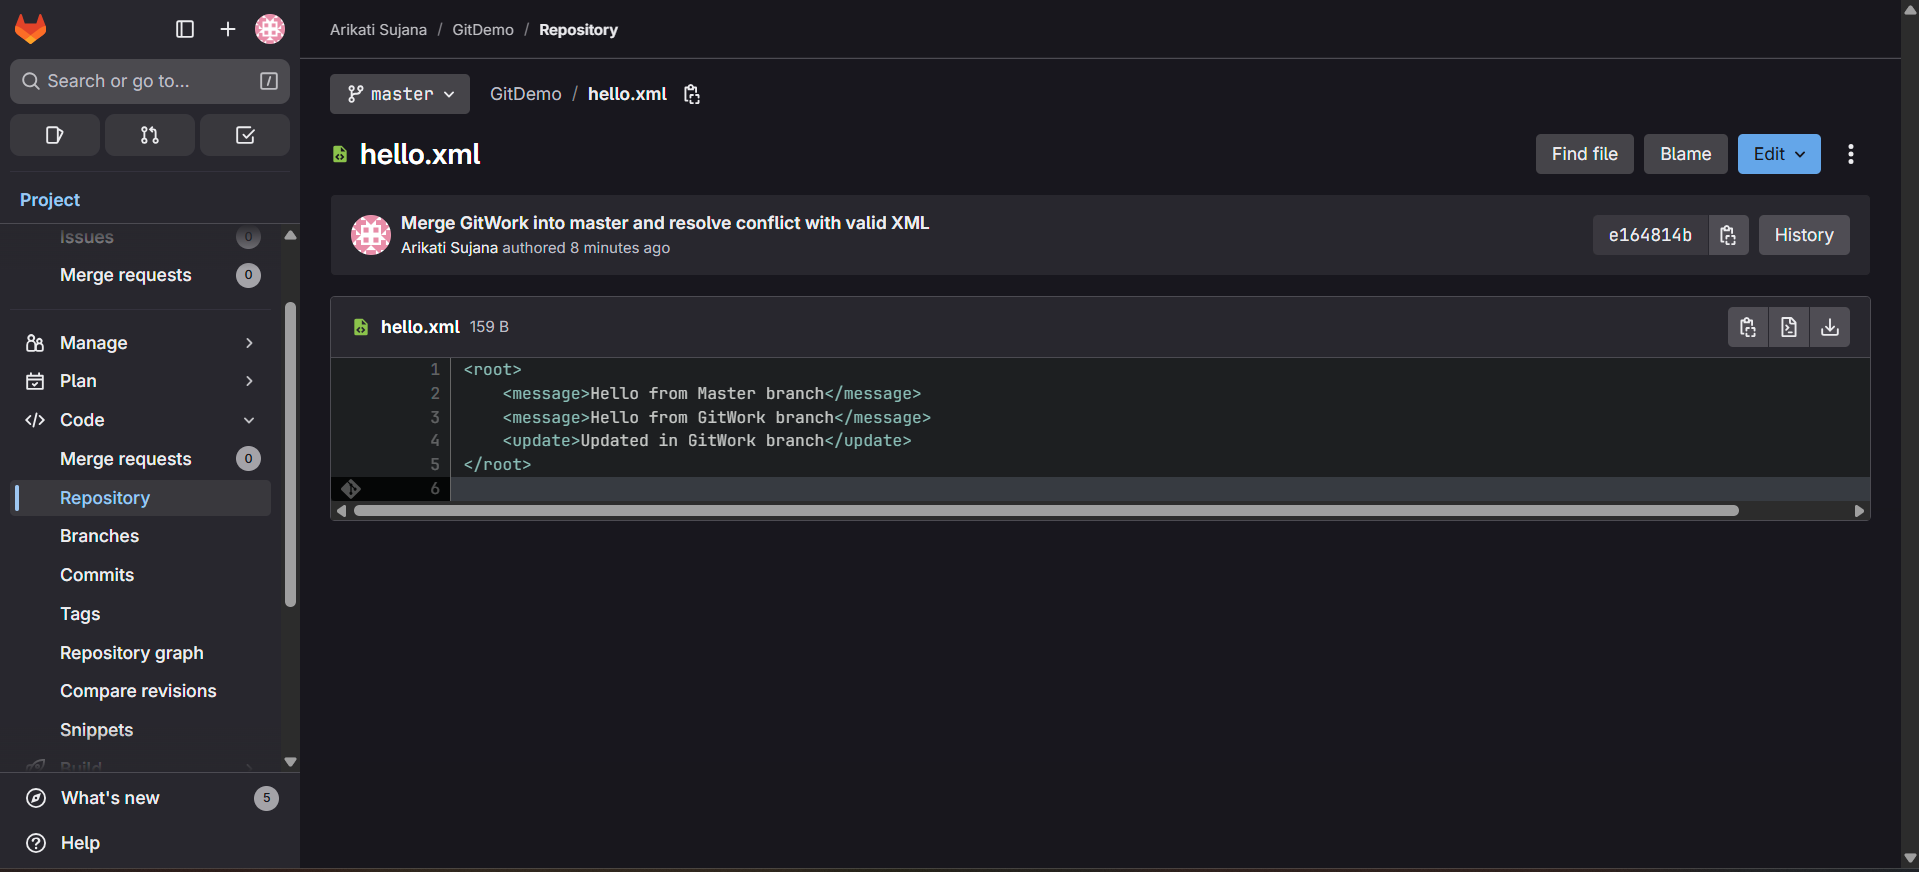 Search or go to...
/
Project
Issues 0
Merge requests 0
Manage
Plan
Code
Merge requests 0
Repository
Branches
Commits
Tags
Repository graph
Compare revisions
Snippets
Build
What's new 5
Help
Arikati Sujana / GitDemo / Repository
master GitDemo / hello.xml
hello.xml
Find file Blame Edit
Merge GitWork into master and resolve conflict with valid XML
Arikati Sujana authored 8 minutes ago
e164814b History
hello.xml 159 B
1 <root>
2     <message>Hello from Master branch</message>
3     <message>Hello from GitWork branch</message>
4     <update>Updated in GitWork branch</update>
5 </root>
6